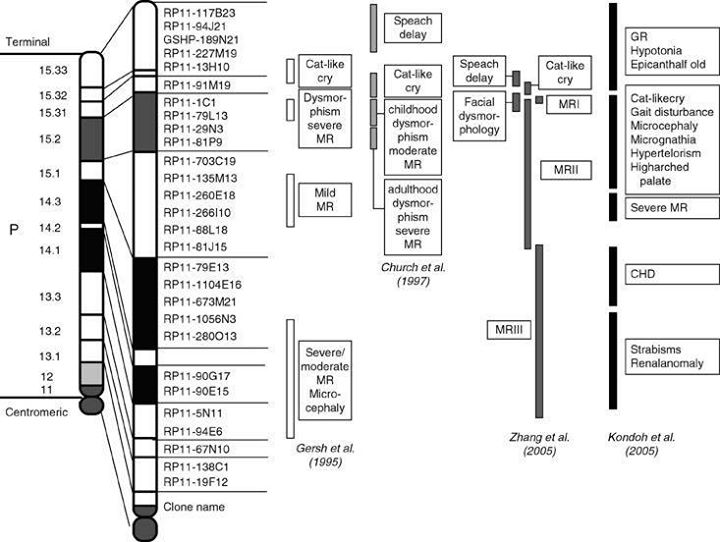 Terminal
15.33
15.32
15.31
15.2
15.1
14.3
14.2
14.1
13.3
13.2
13.1
12
11
P
Centromeric
RP11-117B23
RP11-94J21
GSHP-189N21
RP11-227M19
RP11-13H10
RP11-91M19
RP11-1C1
RP11-79L13
RP11-29N3
RP11-81P9
RP11-703C19
RP11-135M13
RP11-260E18
RP11-266I10
RP11-88L18
RP11-81J15
RP11-79E13
RP11-1104E16
RP11-673M21
RP11-1056N3
RP11-280O13
RP11-90G17
RP11-90E15
RP11-5N11
RP11-94E6
RP11-67N10
RP11-138C1
RP11-19F12
Clone name
Cat-like
cry
Dysmor-
phism
severe
MR
Mild
MR
Severe/
moderate
MR
Micro-
cephaly
Gersh et al.
(1995)
Speach
delay
Cat-like
cry
childhood
dysmor-
phism
moderate
MR
adulthood
dysmor-
phism
severe
MR
Church et al.
(1997)
Speach
delay
Facial
dysmor-
phology
Cat-like
cry
MRI
MRII
MRIII
Zhang et al.
(2005)
GR
Hypotonia
Epicanthalf old
Cat-likecry
Gait disturbance
Microcephaly
Micrognathia
Hypertelorism
Higharched
palate
Severe MR
CHD
Strabisms
Renalanomaly
Kondoh et al.
(2005)